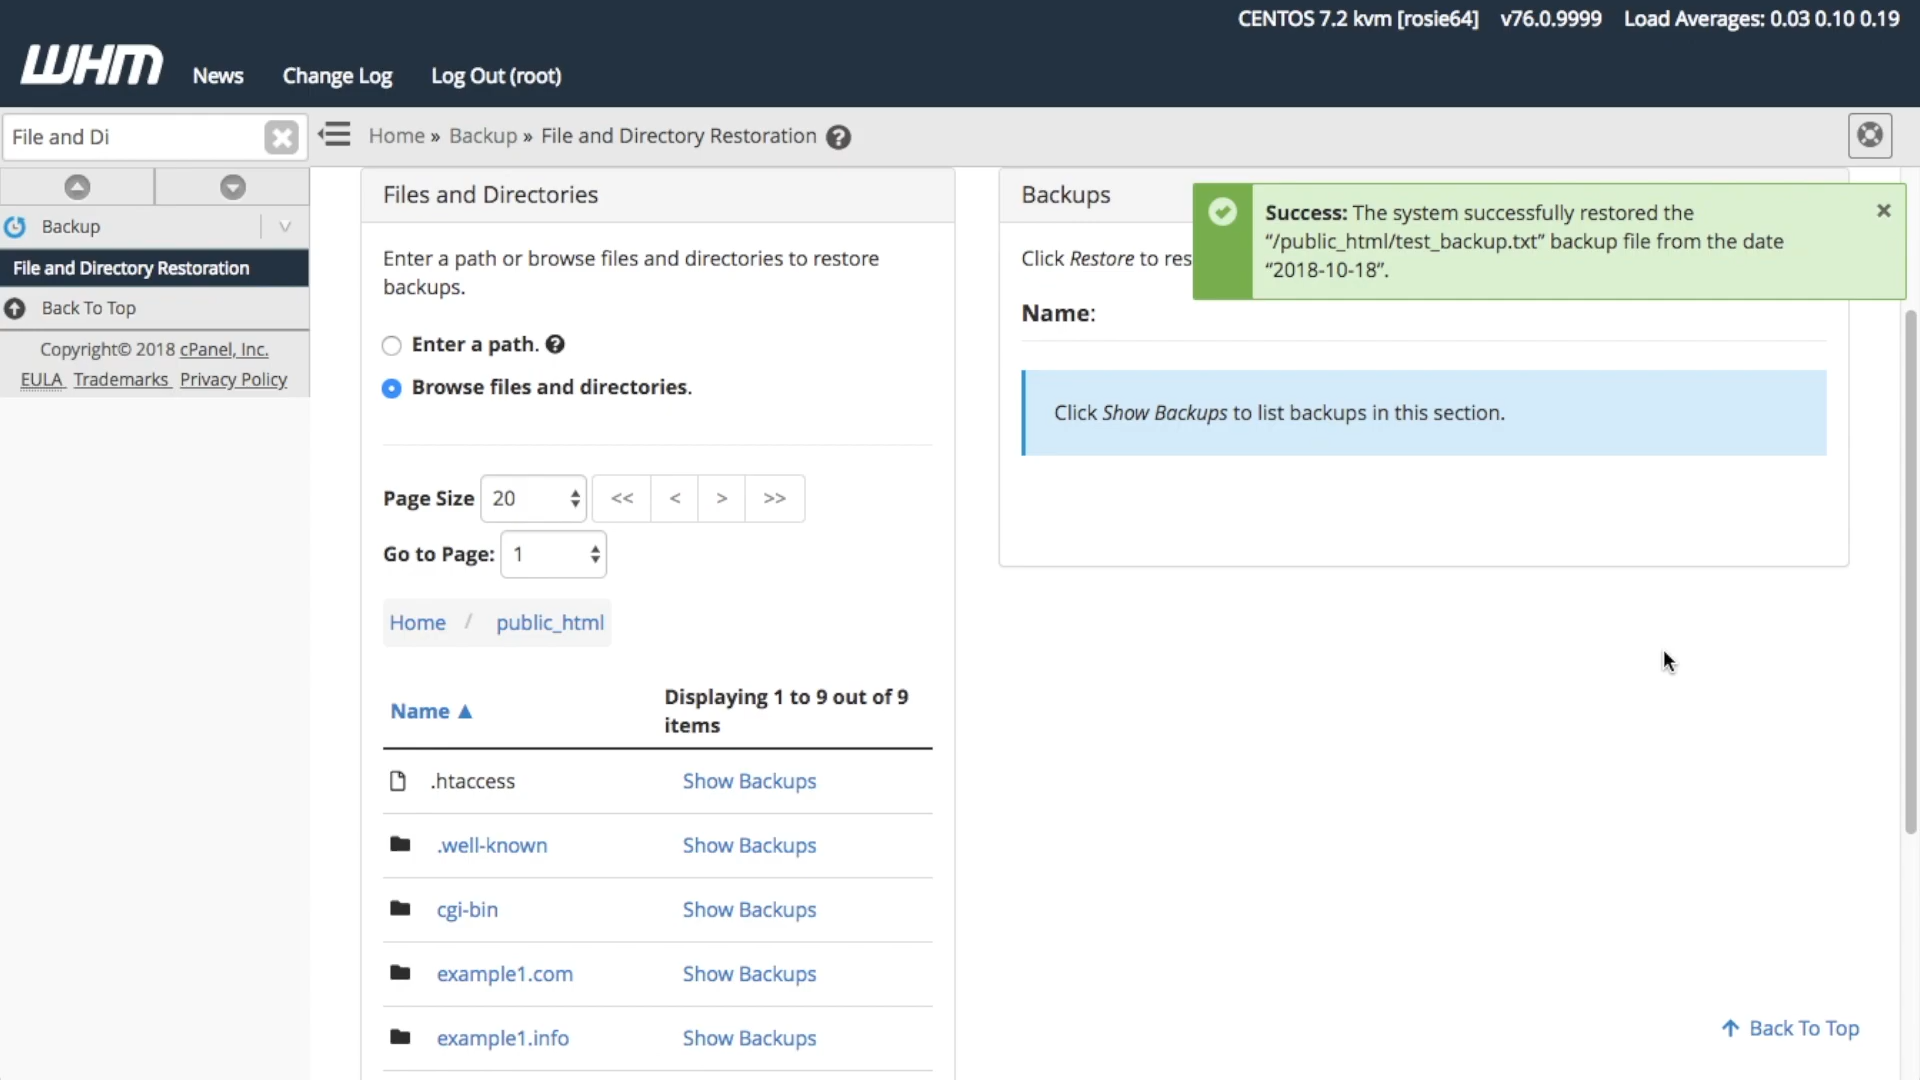 CENTOS 7.2 kvm [rosie64] v76.0.9999 Load Averages: 0.03 0.10 0.19
WHM News Change Log Log Out (root)
File and Di
Home » Backup » File and Directory Restoration
Backup
File and Directory Restoration
Back To Top
Copyright© 2018 cPanel, Inc.
EULA Trademarks Privacy Policy
Files and Directories
Enter a path or browse files and directories to restore
backups.
Enter a path.
Browse files and directories.
Page Size 20 << < > >>
Go to Page: 1
Home / public_html
Name ▲ Displaying 1 to 9 out of 9
items
.htaccess Show Backups
.well-known Show Backups
cgi-bin Show Backups
example1.com Show Backups
example1.info Show Backups
Backups
Success: The system successfully restored the
“/public_html/test_backup.txt” backup file from the date
“2018-10-18”.
Click Restore to res
Name:
Click Show Backups to list backups in this section.
Back To Top